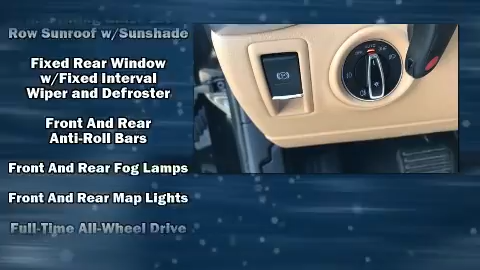 Row Sunroof w/Sunshade
Fixed Rear Window
w/Fixed Interval
Wiper and Defroster
Front And Rear
Anti-Roll Bars
Front And Rear Fog Lamps
Front And Rear Map Lights
Full-Time All-Wheel Drive